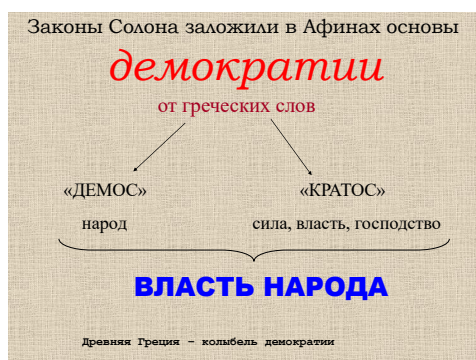 Законы Солона заложили в Афинах основы
демократии
от греческих слов
«ДЕМОС» «КРАТОС»
народ сила, власть, господство
ВЛАСТЬ НАРОДА
Древняя Греция – колыбель демократии